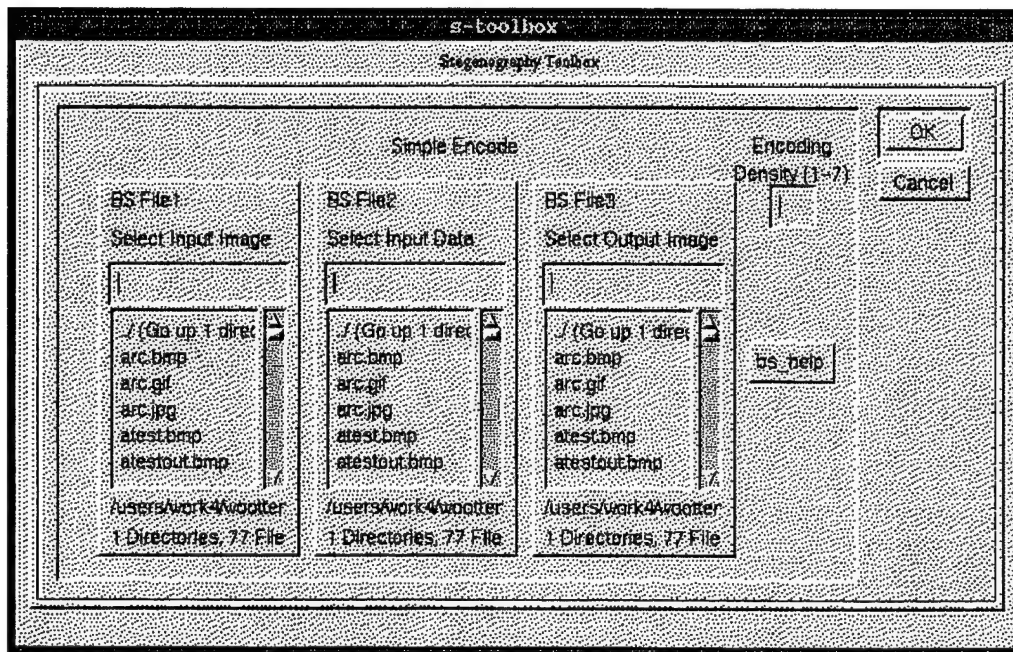 s-toolbox
Steganography Toolbox
Simple Encode
Encoding
Density (1-7)
OK
Cancel
BS File1
Select Input Image
../ (Go up 1 direc
arc.bmp
arc.gif
arc.jpg
atest.bmp
atestout.bmp
/users/work4/wootter
1 Directories, 77 File
BS File2
Select Input Data
../ (Go up 1 direc
arc.bmp
arc.gif
arc.jpg
atest.bmp
atestout.bmp
/users/work4/wootter
1 Directories, 77 File
BS File3
Select Output Image
../ (Go up 1 direc
arc.bmp
arc.gif
arc.jpg
atest.bmp
atestout.bmp
/users/work4/wootter
1 Directories, 77 File
bs_help